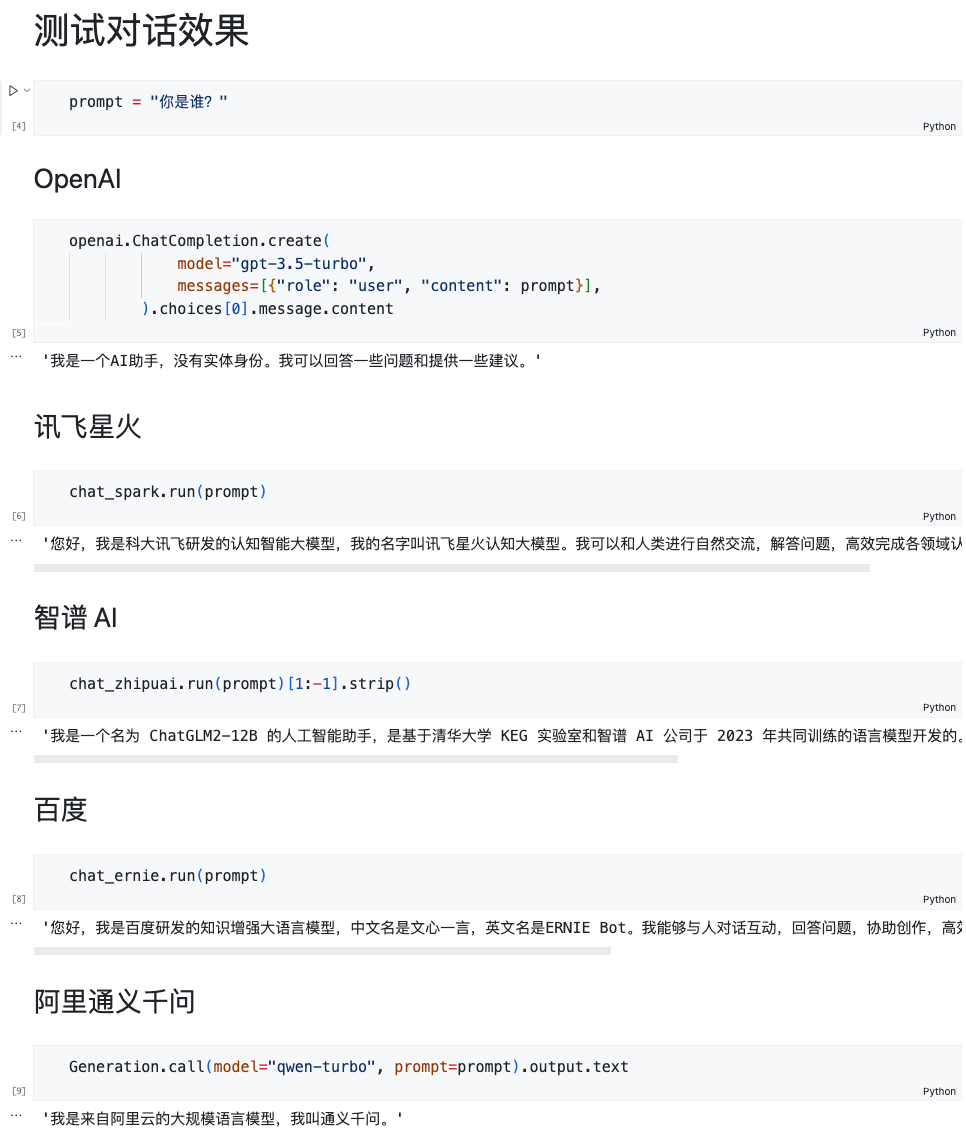 测试对话效果
prompt = "你是谁？"
[4]
Python
OpenAI
openai.ChatCompletion.create(
model="gpt-3.5-turbo",
messages=[{"role": "user", "content": prompt}],
).choices[0].message.content
[5]
Python
... '我是一个AI助手，没有实体身份。我可以回答一些问题和提供一些建议。'
讯飞星火
chat_spark.run(prompt)
[6]
Python
... '您好，我是科大讯飞研发的认知智能大模型，我的名字叫讯飞星火认知大模型。我可以和人类进行自然交流，解答问题，高效完成各领域认
智谱 AI
chat_zhipuai.run(prompt)[1:-1].strip()
[7]
Python
... '我是一个名为 ChatGLM2-12B 的人工智能助手，是基于清华大学 KEG 实验室和智谱 AI 公司于 2023 年共同训练的语言模型开发的。
百度
chat_ernie.run(prompt)
[8]
Python
... '您好，我是百度研发的知识增强大语言模型，中文名是文心一言，英文名是ERNIE Bot。我能够与人对话互动，回答问题，协助创作，高效
阿里通义千问
Generation.call(model="qwen-turbo", prompt=prompt).output.text
[9]
Python
... '我是来自阿里云的大规模语言模型，我叫通义千问。'